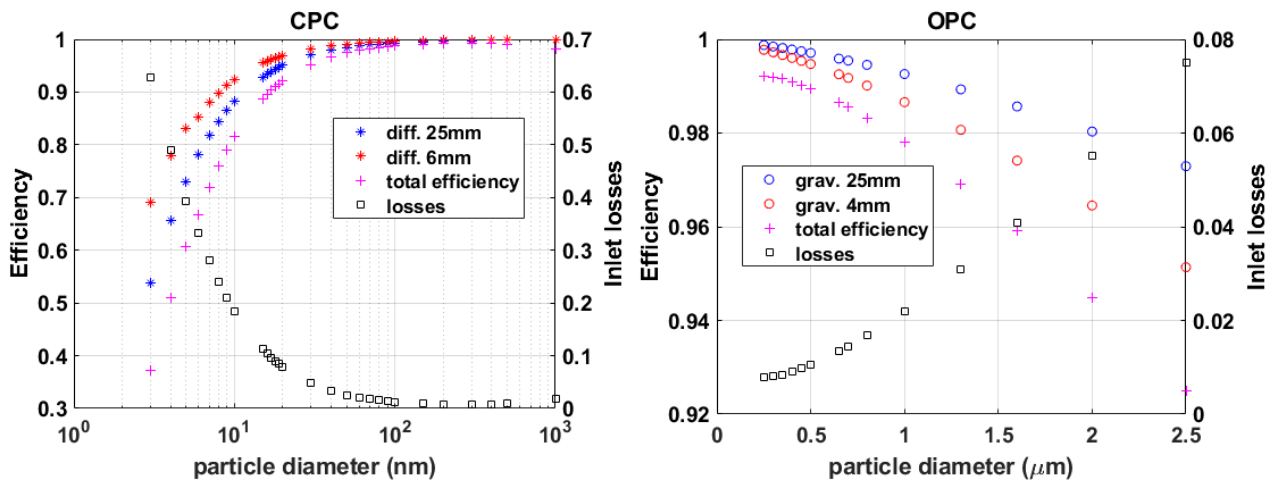 CPC
1
0.9
0.8
0.7
0.6
0.5
0.4
0.3
Efficiency
0.7
0.6
0.5
0.4
0.3
0.2
0.1
0
Inlet losses
diff. 25mm
diff. 6mm
total efficiency
losses
10^0
10^1
10^2
10^3
particle diameter (nm)
OPC
1
0.98
0.96
0.94
0.92
Efficiency
0.08
0.06
0.04
0.02
0
Inlet losses
grav. 25mm
grav. 4mm
total efficiency
losses
0
0.5
1
1.5
2
2.5
particle diameter (μm)